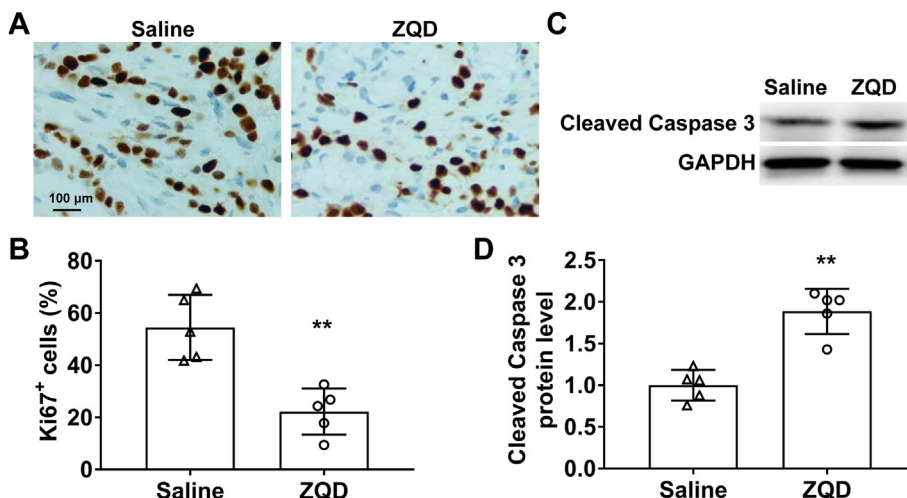 A
Saline
ZQD
100 µm
B
Ki67+ cells (%)
80
60
40
20
0
**
Saline
ZQD
C
Saline
ZQD
Cleaved Caspase 3
GAPDH
D
Cleaved Caspase 3
protein level
2.5
2.0
1.5
1.0
0.5
0.0
**
Saline
ZQD